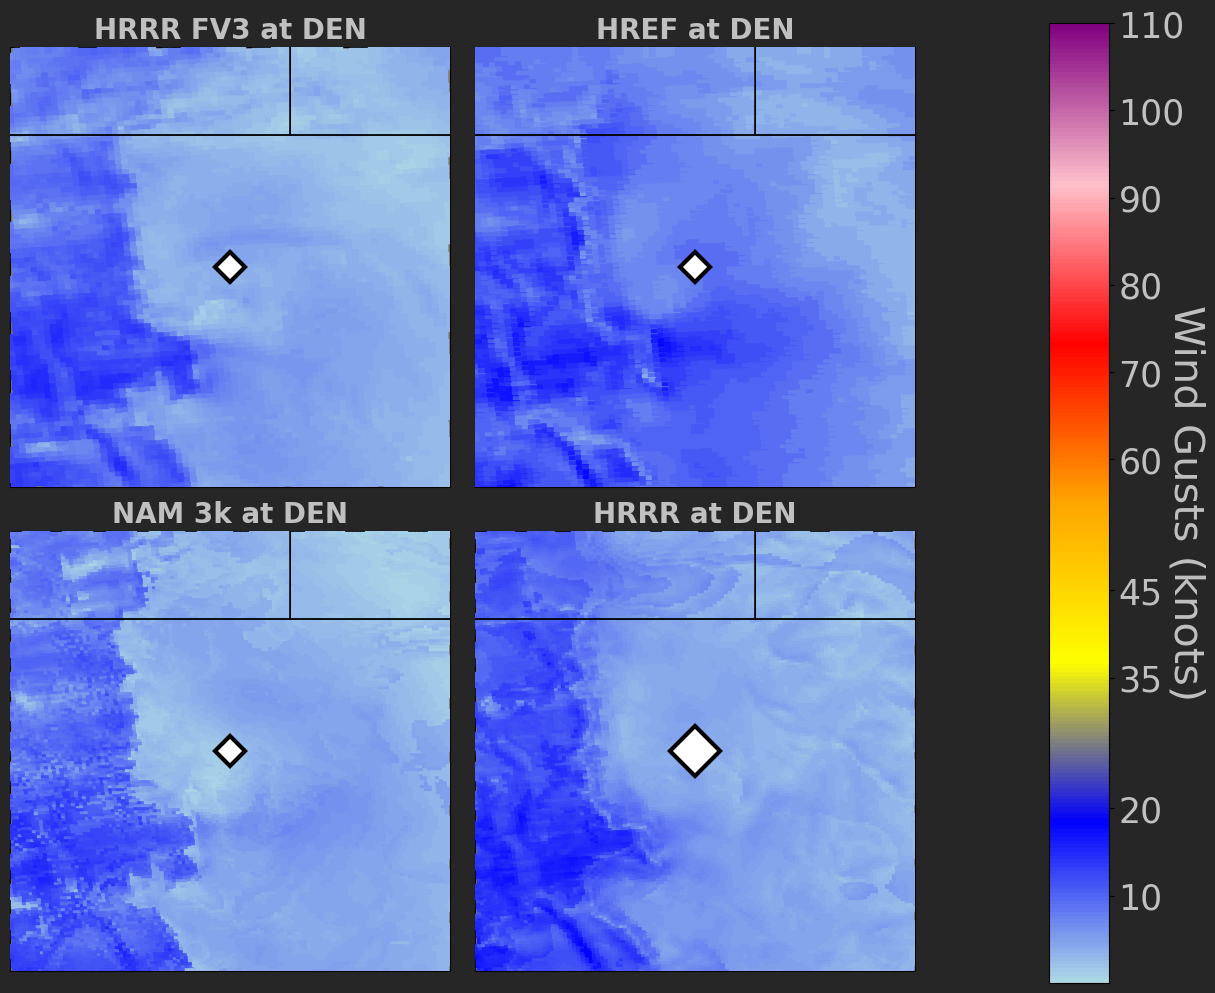 HRRR FV3 at DEN
HREF at DEN
NAM 3k at DEN
HRRR at DEN
110
100
90
80
70
60
45
35
20
10
Wind Gusts (knots)